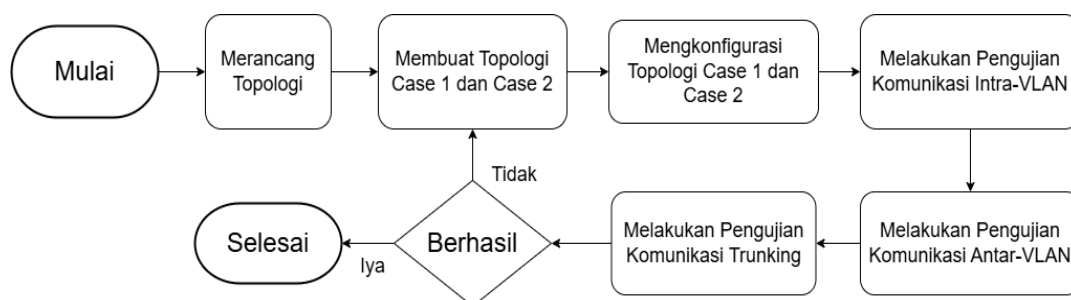 Mulai
Merancang
Topologi
Membuat Topologi
Case 1 dan Case 2
Mengkonfigurasi
Topologi Case 1 dan
Case 2
Melakukan Pengujian
Komunikasi Intra-VLAN
Melakukan Pengujian
Komunikasi Antar-VLAN
Melakukan Pengujian
Komunikasi Trunking
Berhasil
Tidak
Iya
Selesai